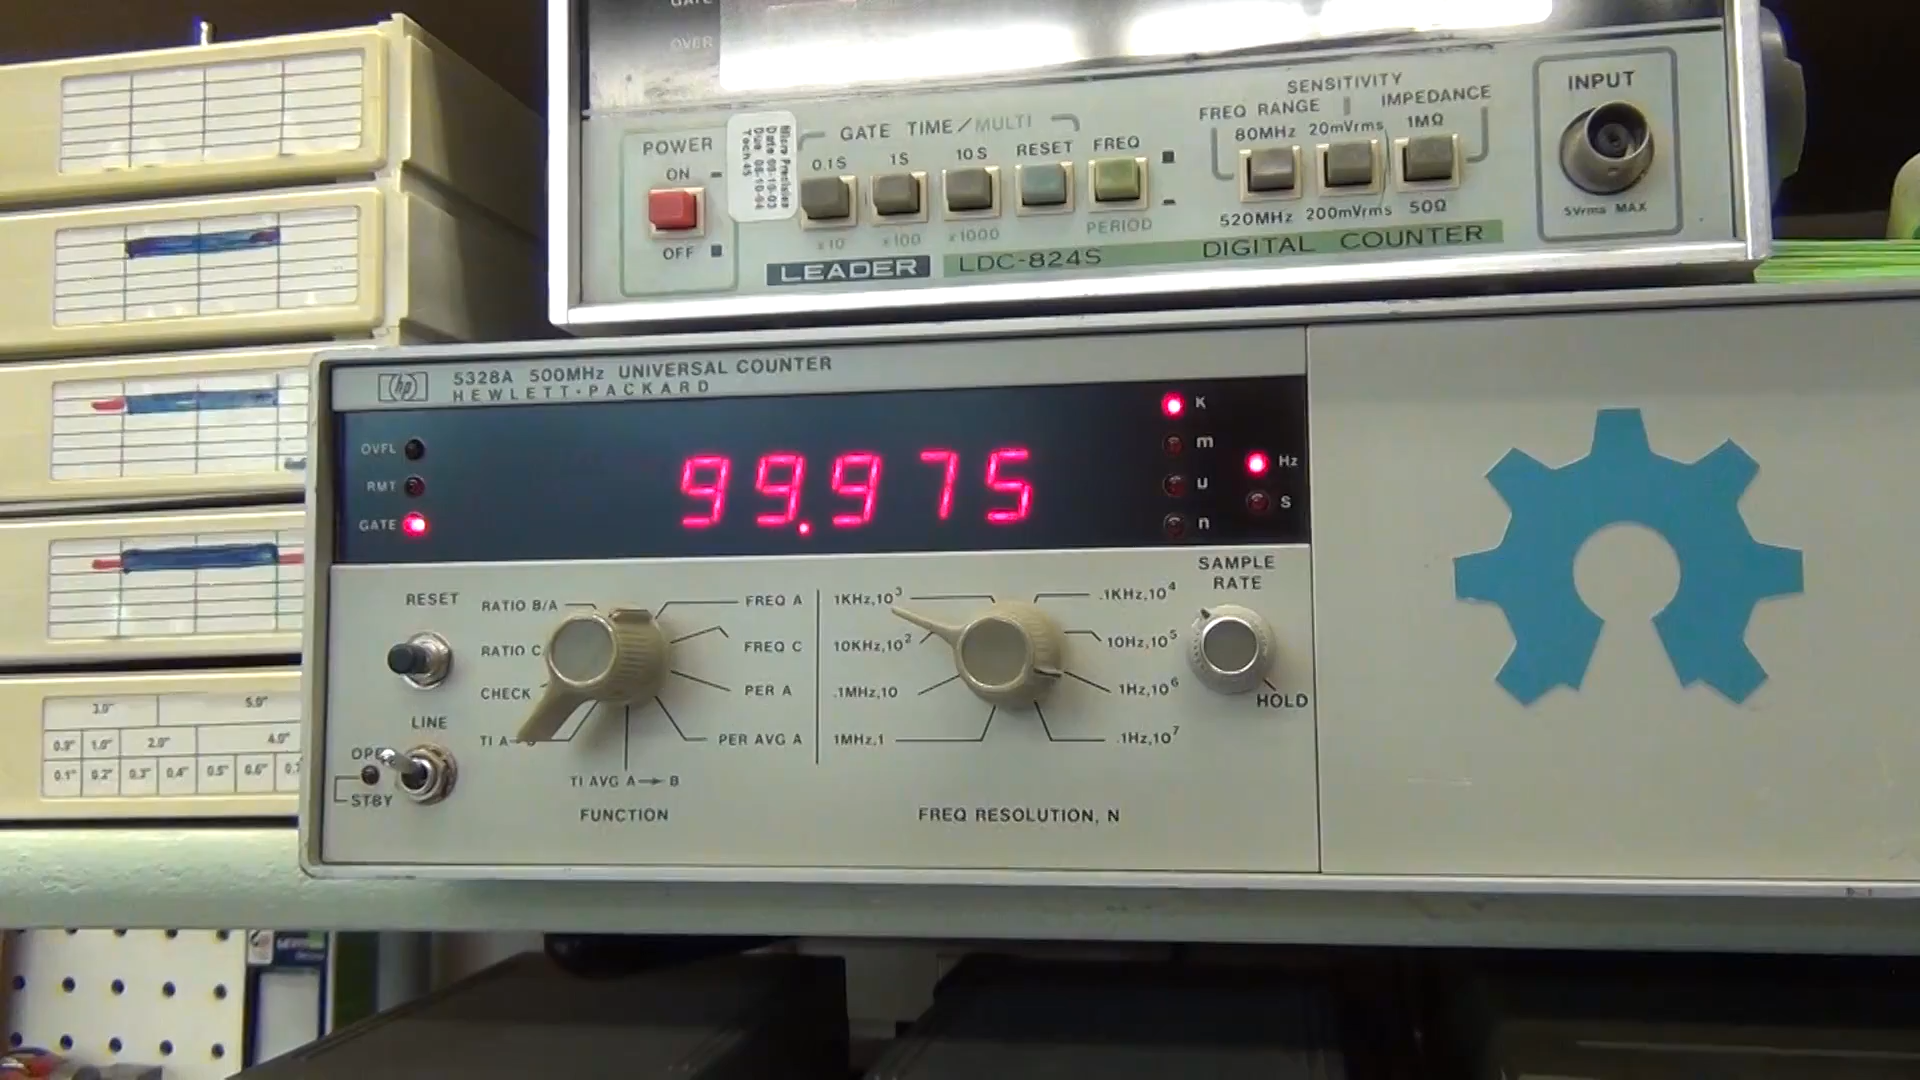 GATE
OVER
SENSITIVITY
FREQ RANGE
IMPEDANCE
INPUT
GATE TIME/MULTI
POWER
ON
OFF
0.1S
1S
10S
RESET
FREQ
80MHz
20mVrms
1MΩ
x10
x100
x1000
PERIOD
520MHz
200mVrms
50Ω
5Vrms MAX
LEADER
LDC-824S
DIGITAL COUNTER
hp
5328A 500MHz UNIVERSAL COUNTER
HEWLETT·PACKARD
OVFL
RMT
GATE
99.975
K
m
u
n
Hz
S
RESET
LINE
OPE
STBY
RATIO B/A
RATIO C
CHECK
TI A
FREQ A
FREQ C
PER A
PER AVG A
TI AVG A→B
FUNCTION
1KHz,10³
10KHz,10²
.1MHz,10
1MHz,1
.1KHz,10⁴
10Hz,10⁵
1Hz,10⁶
.1Hz,10⁷
FREQ RESOLUTION, N
SAMPLE
RATE
HOLD
3.0" 5.0"
1.0" 2.0" 4.0"
0.1" 0.2" 0.3" 0.4" 0.5" 0.6"